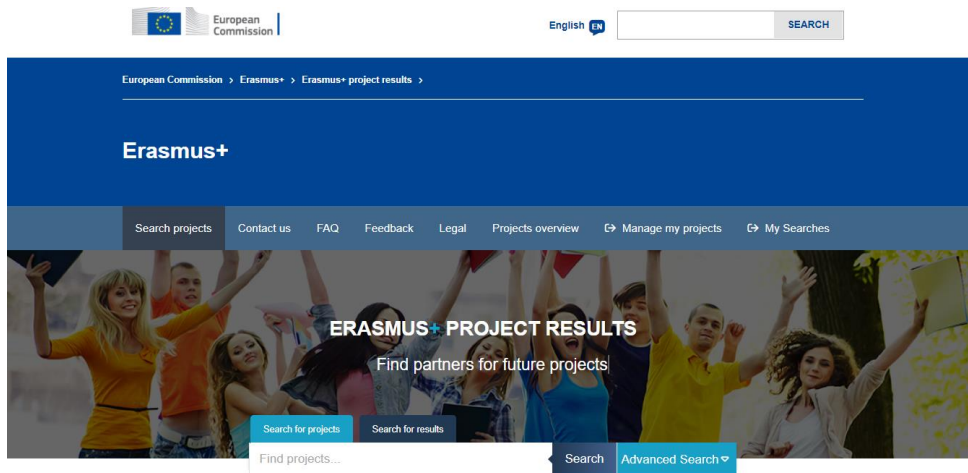 European
Commission
English EN
SEARCH
European Commission > Erasmus+ > Erasmus+ project results >
Erasmus+
Search projects Contact us FAQ Feedback Legal Projects overview Manage my projects My Searches
ERASMUS+ PROJECT RESULTS
Find partners for future projects
Search for projects Search for results
Find projects... Search Advanced Search